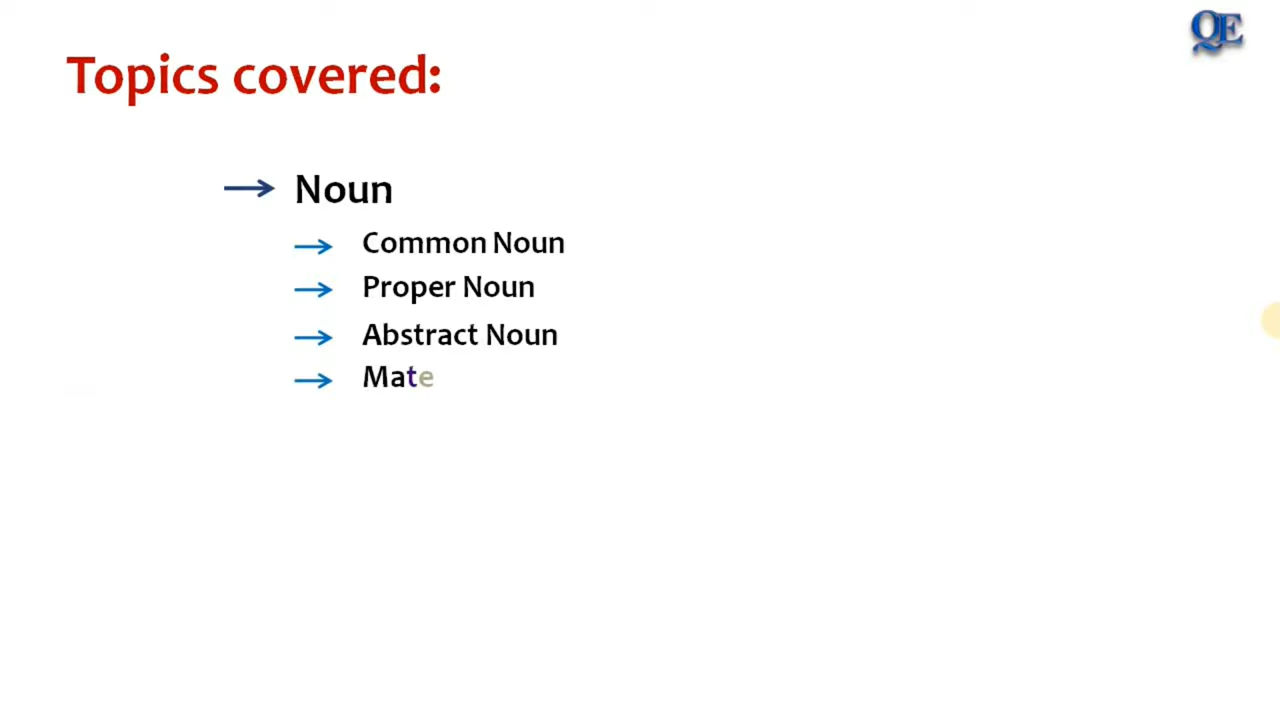 QE
Topics covered:
Noun
Common Noun
Proper Noun
Abstract Noun
Mate